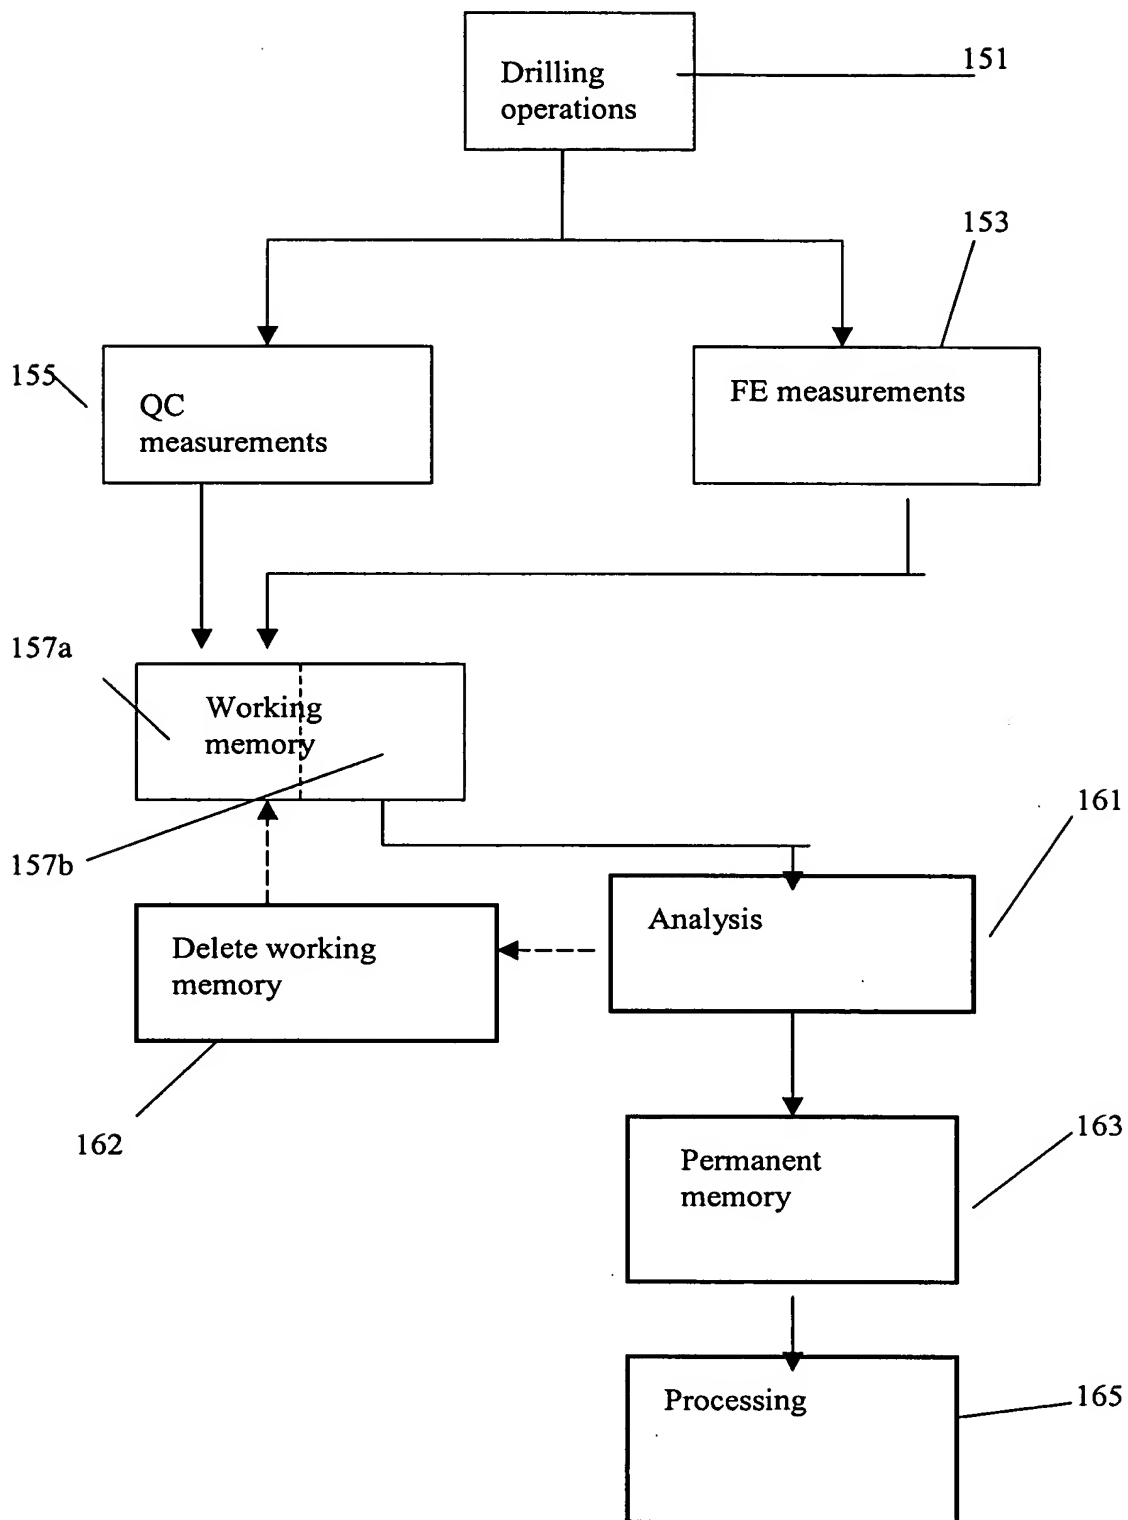 Drilling
operations
151
153
155
QC
measurements
FE measurements
157a
Working
memory
157b
161
Analysis
Delete working
memory
162
163
Permanent
memory
165
Processing